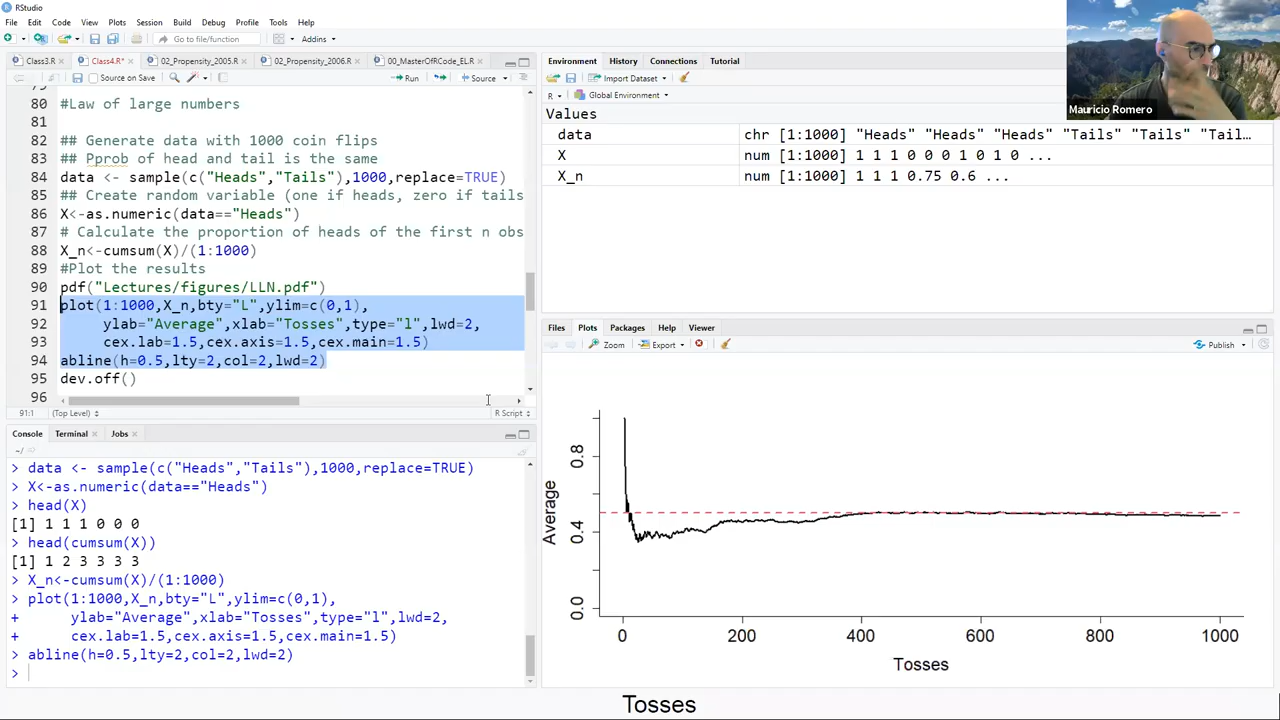 RStudio
File Edit Code View Plots Session Build Debug Profile Tools Help
Go to file/function Addins
Class3.R Class4.R* 02_Propensity_2005.R 02_Propensity_2006.R 00_MasterOfRCode_EL.R
Source on Save Run Source
80 #Law of large numbers
81
82 ## Generate data with 1000 coin flips
83 ## Pprob of head and tail is the same
84 data <- sample(c("Heads","Tails"),1000,replace=TRUE)
85 ## Create random variable (one if heads, zero if tails
86 X<-as.numeric(data=="Heads")
87 # Calculate the proportion of heads of the first n obs
88 X_n<-cumsum(X)/(1:1000)
89 #Plot the results
90 pdf("Lectures/figures/LLN.pdf")
91 plot(1:1000,X_n,bty="L",ylim=c(0,1),
92 ylab="Average",xlab="Tosses",type="l",lwd=2,
93 cex.lab=1.5,cex.axis=1.5,cex.main=1.5)
94 abline(h=0.5,lty=2,col=2,lwd=2)
95 dev.off()
96
91:1 (Top Level) R Script
Console Terminal Jobs
~/
> data <- sample(c("Heads","Tails"),1000,replace=TRUE)
> X<-as.numeric(data=="Heads")
> head(X)
[1] 1 1 1 0 0 0
> head(cumsum(X))
[1] 1 2 3 3 3 3
> X_n<-cumsum(X)/(1:1000)
> plot(1:1000,X_n,bty="L",ylim=c(0,1),
+ ylab="Average",xlab="Tosses",type="l",lwd=2,
+ cex.lab=1.5,cex.axis=1.5,cex.main=1.5)
> abline(h=0.5,lty=2,col=2,lwd=2)
>
Environment History Connections Tutorial
Import Dataset
R Global Environment
Values
data chr [1:1000] "Heads" "Heads" "Heads" "Tails" "Tails" "Tail…
X num [1:1000] 1 1 1 0 0 0 1 0 1 0 ...
X_n num [1:1000] 1 1 1 0.75 0.6 ...
Files Plots Packages Help Viewer
Zoom Export Publish
Average
0.8
0.4
0.0
0 200 400 600 800 1000
Tosses
Tosses
Mauricio Romero